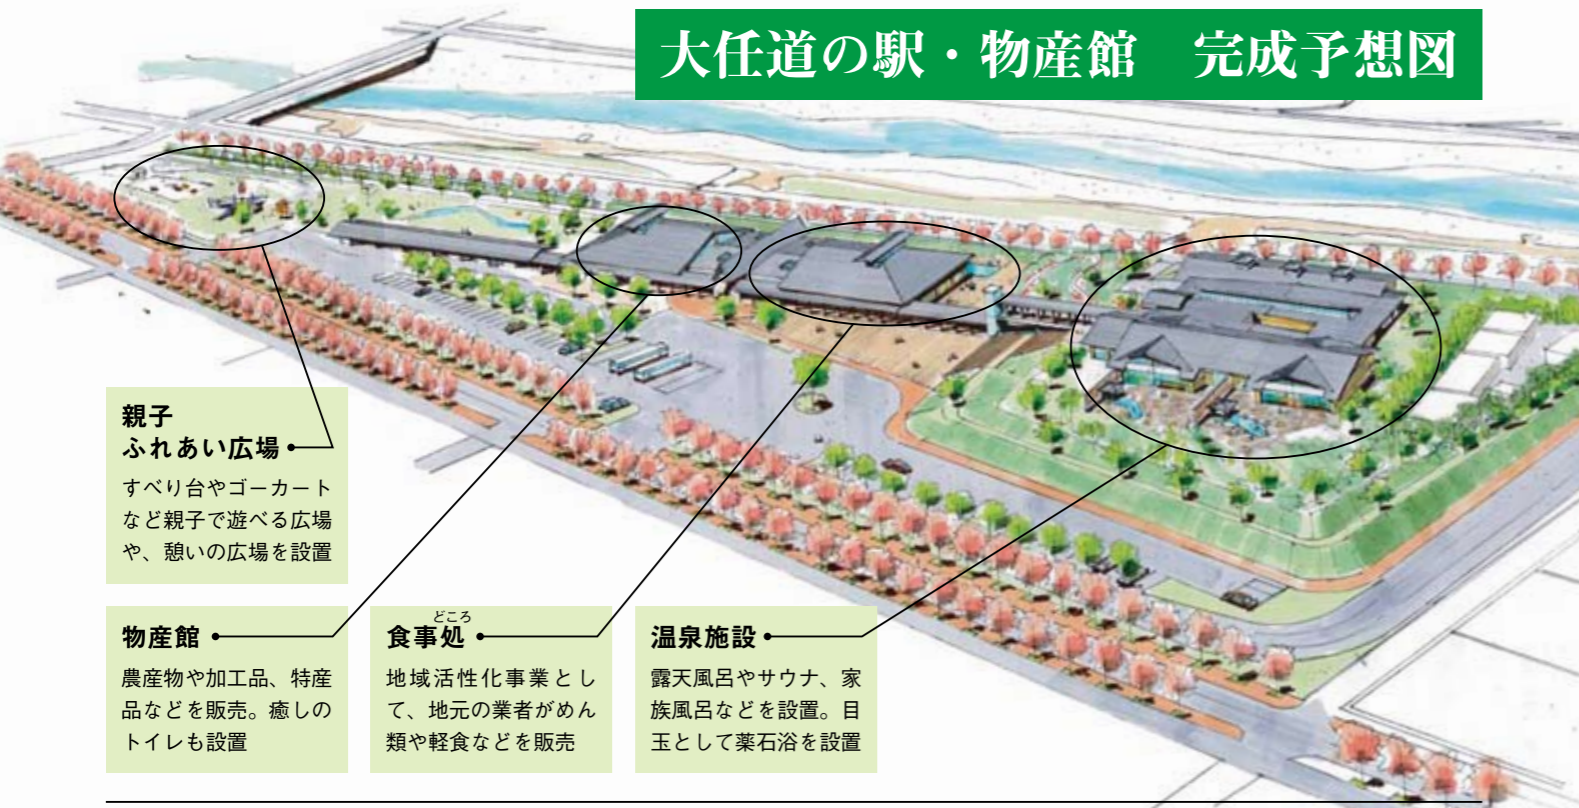 大任道の駅・物産館　完成予想図
親子
ふれあい広場
すべり台やゴーカート
など親子で遊べる広場
や、憩いの広場を設置
物産館
農産物や加工品、特産
品などを販売。癒しの
トイレも設置
どころ
食事処
地域活性化事業とし
て、地元の業者がめん
類や軽食などを販売
温泉施設
露天風呂やサウナ、家
族風呂などを設置。目
玉として薬石浴を設置